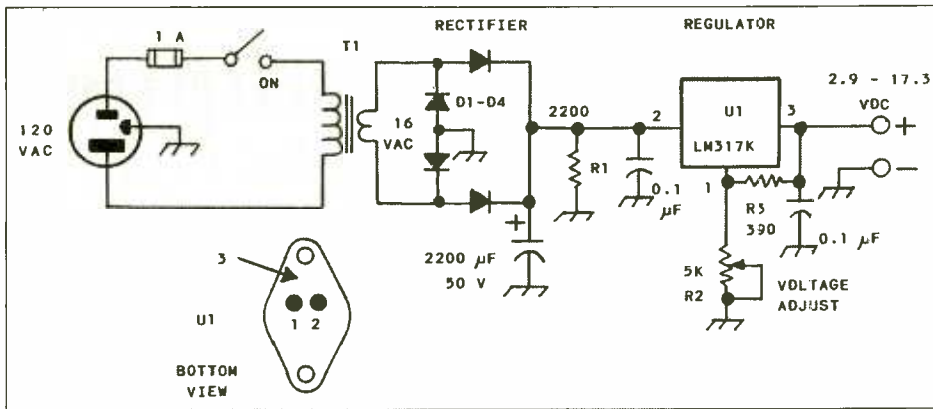 RECTIFIER
REGULATOR
1 A
T1
ON
D1-D4
16
VAC
120
VAC
2200
R1
0.1
µF
2
U1
LM317K
3
1
2.9 - 17.3
VDC
+
−
R3
390
0.1 µF
+
2200 µF
50 V
5K
R2
VOLTAGE
ADJUST
3
1 2
U1
BOTTOM
VIEW